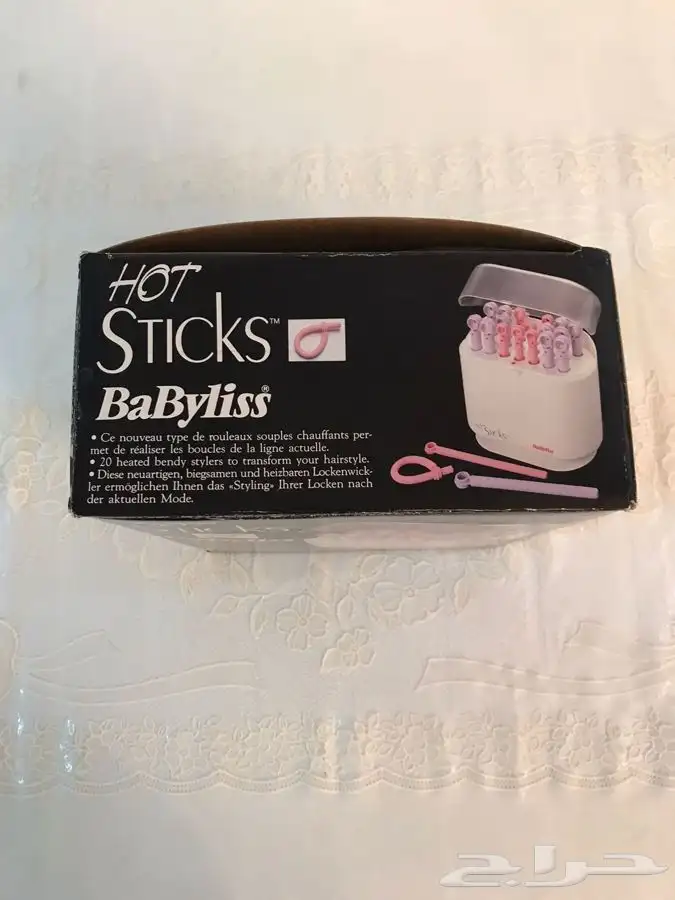 HOT
STICKS™
BaByliss®
• Ce nouveau type de rouleaux souples chauffants per-
met de réaliser les boucles de la ligne actuelle.
• 20 heated bendy stylers to transform your hairstyle.
• Diese neuartigen, biegsamen und heizbaren Lockenwick-
ler ermöglichen Ihnen das «Styling» Ihrer Locken nach
der aktuellen Mode.
حراج